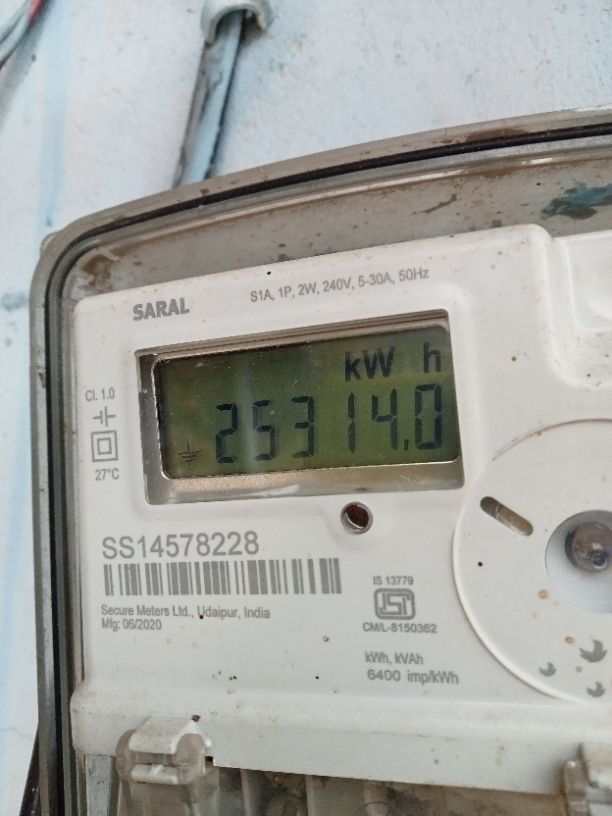 SARAL
S1A, 1P, 2W, 240V, 5-30A, 50Hz
kW h
25314.0
Cl. 1.0
27°C
SS14578228
Secure Meters Ltd., Udaipur, India
Mfg: 06/2020
IS 13779
ISI
CM/L-8150362
kWh, kVAh
6400 imp/kWh